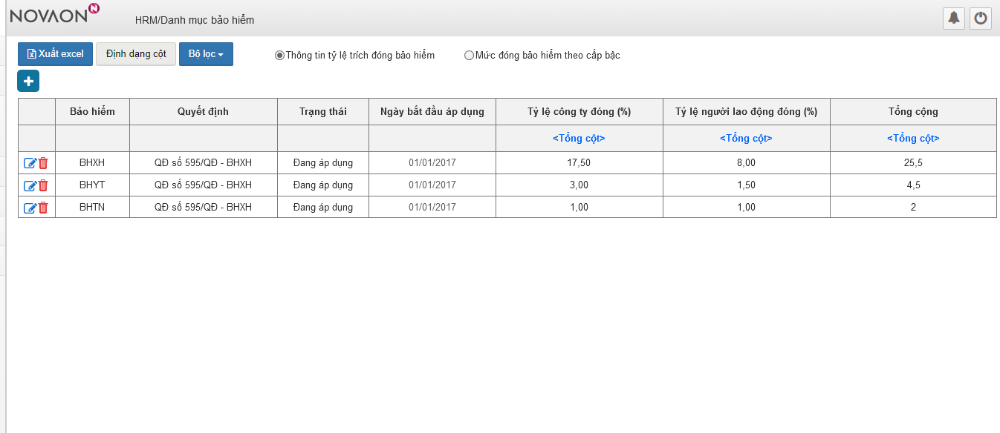 NOVAON N
HRM/Danh mục bảo hiểm
Xuất excel Định dạng cột Bộ lọc Thông tin tỷ lệ trích đóng bảo hiểm Mức đóng bảo hiểm theo cấp bậc
Bảo hiểm Quyết định Trạng thái Ngày bắt đầu áp dụng Tỷ lệ công ty đóng (%) Tỷ lệ người lao động đóng (%) Tổng cộng
<Tổng cột> <Tổng cột> <Tổng cột>
BHXH QĐ số 595/QĐ - BHXH Đang áp dụng 01/01/2017 17,50 8,00 25,5
BHYT QĐ số 595/QĐ - BHXH Đang áp dụng 01/01/2017 3,00 1,50 4,5
BHTN QĐ số 595/QĐ - BHXH Đang áp dụng 01/01/2017 1,00 1,00 2